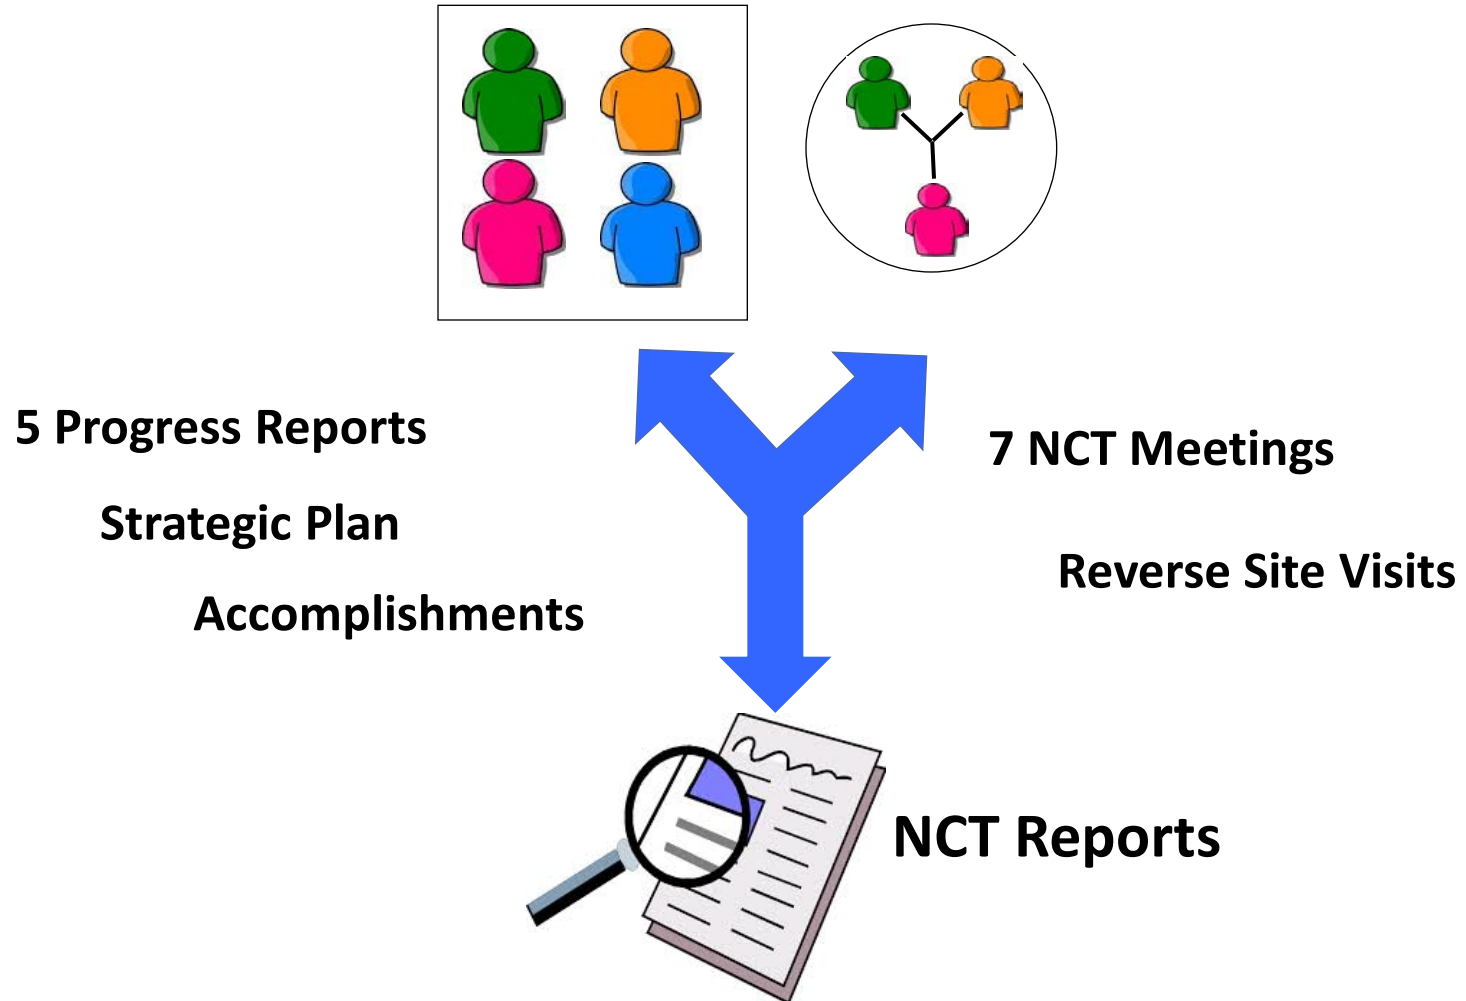 5 Progress Reports
7 NCT Meetings
Strategic Plan
Reverse Site Visits
Accomplishments
NCT Reports